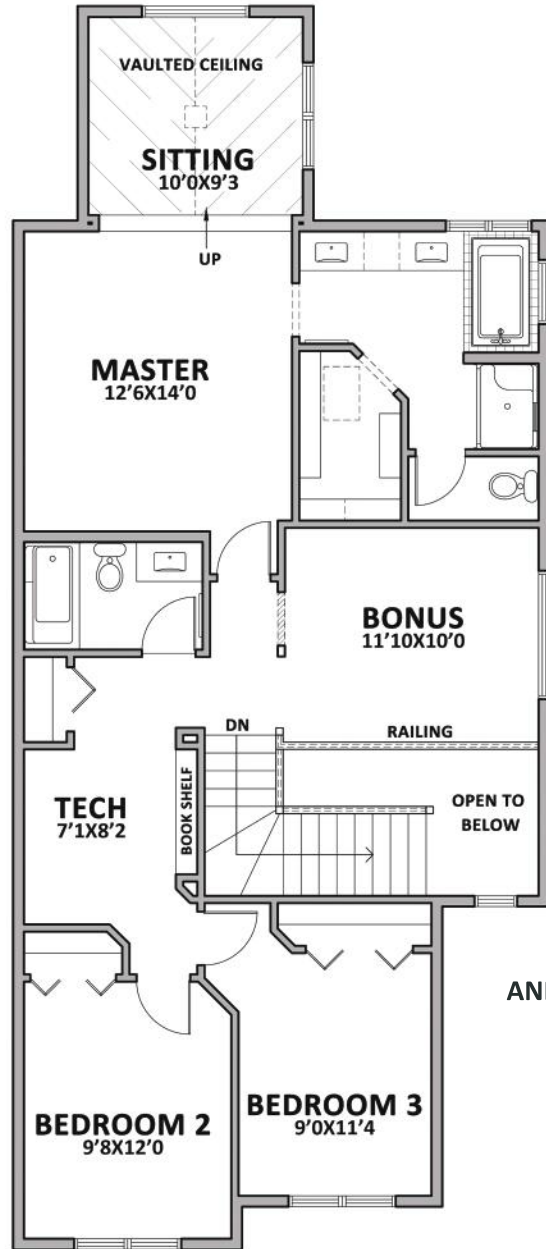 VAULTED CEILING
SITTING
10'0X9'3
UP
MASTER
12'6X14'0
BONUS
11'10X10'0
DN
RAILING
TECH
7'1X8'2
BOOK SHELF
OPEN TO
BELOW
BEDROOM 2
9'8X12'0
BEDROOM 3
9'0X11'4